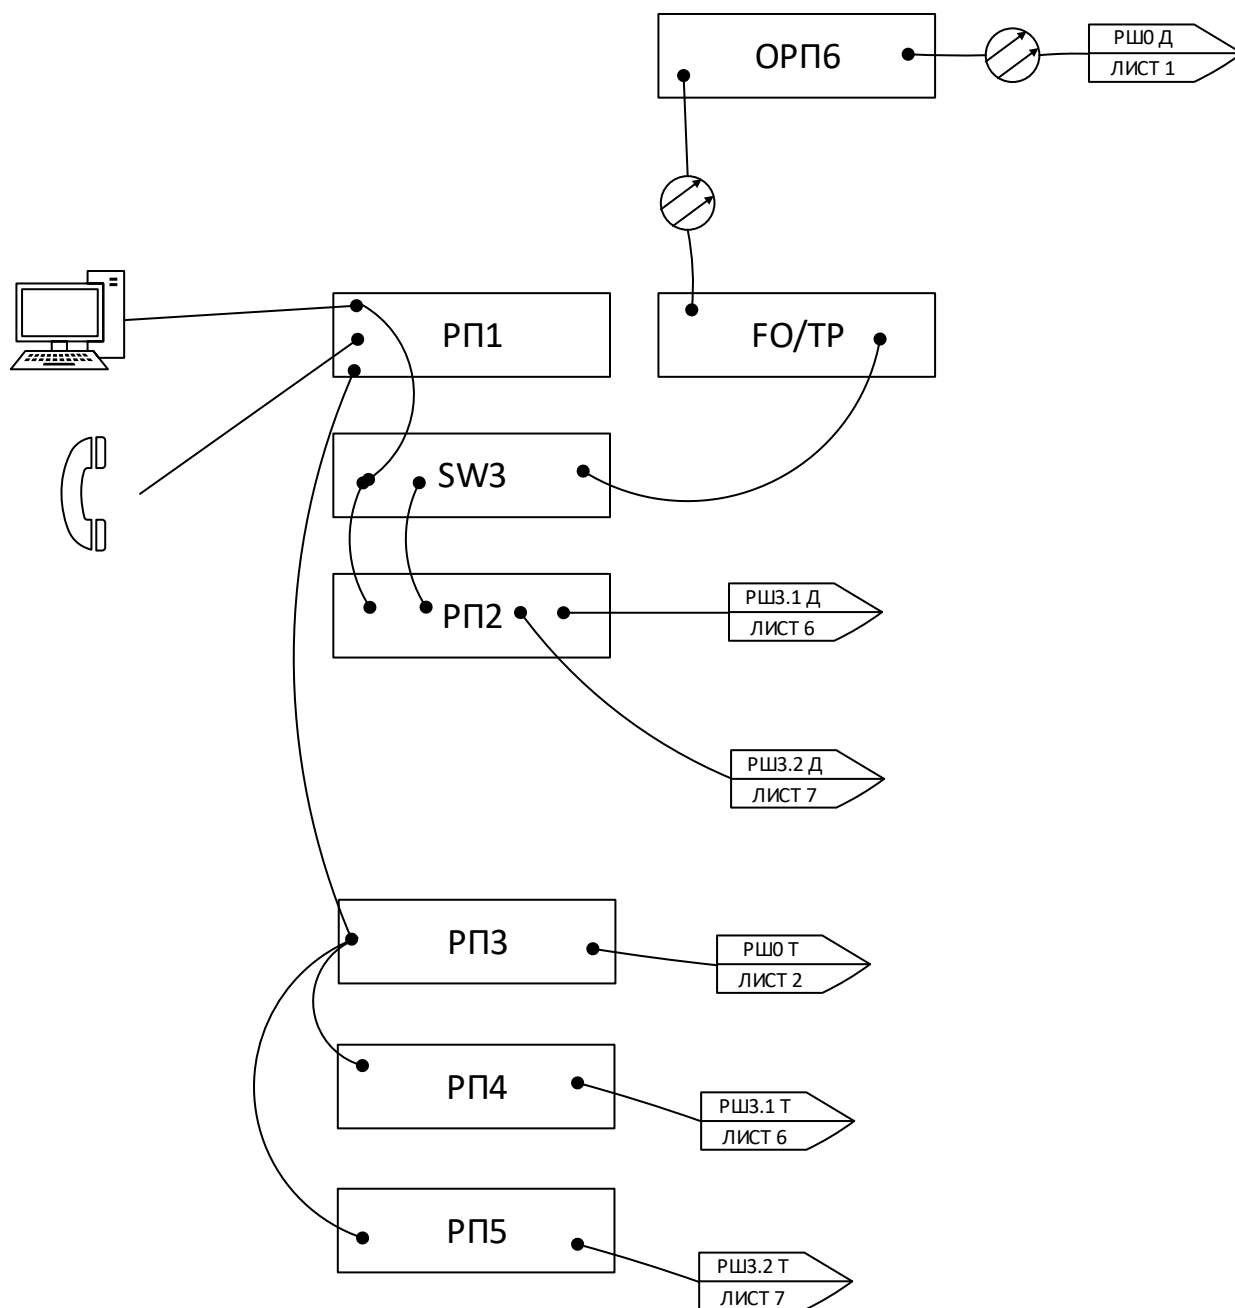 ОРП6
РШ0 Д
ЛИСТ 1
РП1
FO/TP
SW3
РП2
РШ3.1 Д
ЛИСТ 6
РШ3.2 Д
ЛИСТ 7
РП3
РШ0 Т
ЛИСТ 2
РП4
РШ3.1 Т
ЛИСТ 6
РП5
РШ3.2 Т
ЛИСТ 7